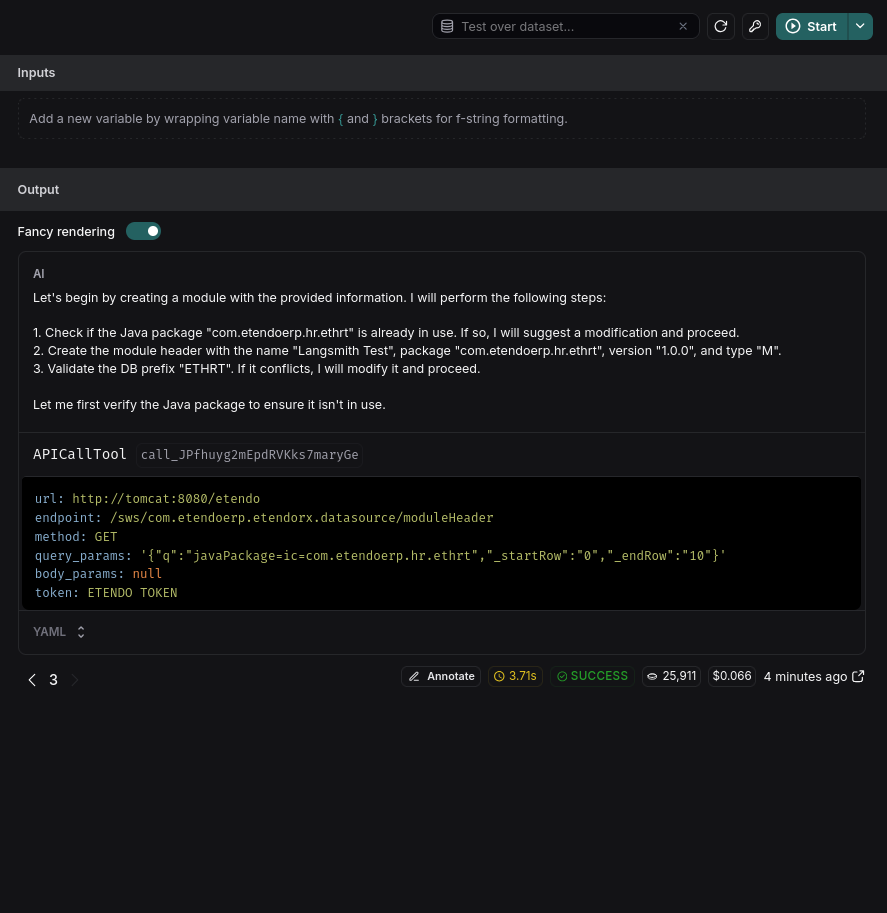 Test over dataset...
Start
Inputs
Add a new variable by wrapping variable name with { and } brackets for f-string formatting.
Output
Fancy rendering
AI
Let's begin by creating a module with the provided information. I will perform the following steps:
1. Check if the Java package "com.etendoerp.hr.ethrt" is already in use. If so, I will suggest a modification and proceed.
2. Create the module header with the name "Langsmith Test", package "com.etendoerp.hr.ethrt", version "1.0.0", and type "M".
3. Validate the DB prefix "ETHRT". If it conflicts, I will modify it and proceed.
Let me first verify the Java package to ensure it isn't in use.
APICallTool call_JPfhuyg2mEpdRVKks7maryGe
url: http://tomcat:8080/etendo
endpoint: /sws/com.etendoerp.etendorx.datasource/moduleHeader
method: GET
query_params: '{"q":"javaPackage=ic=com.etendoerp.hr.ethrt","_startRow":"0","_endRow":"10"}'
body_params: null
token: ETENDO TOKEN
YAML
3 Annotate 3.71s SUCCESS 25,911 $0.066 4 minutes ago